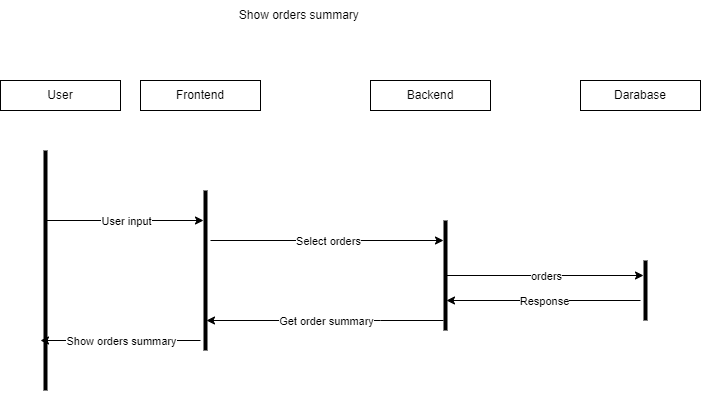 Show orders summary
User
Frontend
Backend
Darabase
User input
Select orders
orders
Response
Get order summary
Show orders summary